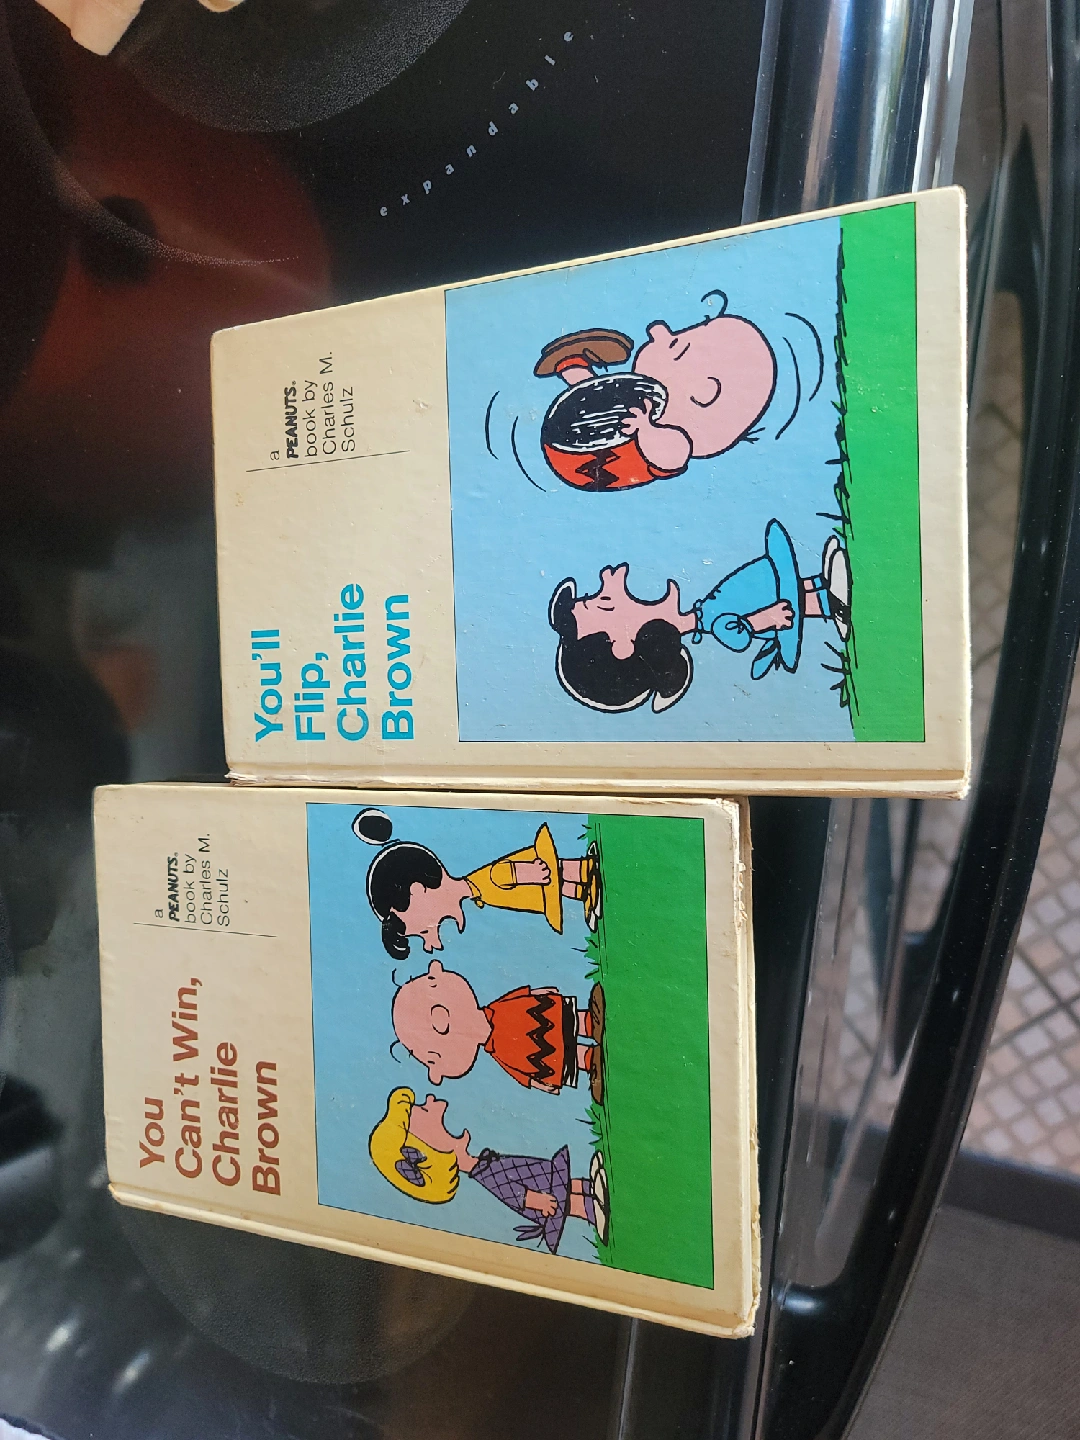 You
Can't Win,
Charlie
Brown
a
PEANUTS®
book by
Charles M.
Schulz
You'll
Flip,
Charlie
Brown
a
PEANUTS®
book by
Charles M.
Schulz
expandable